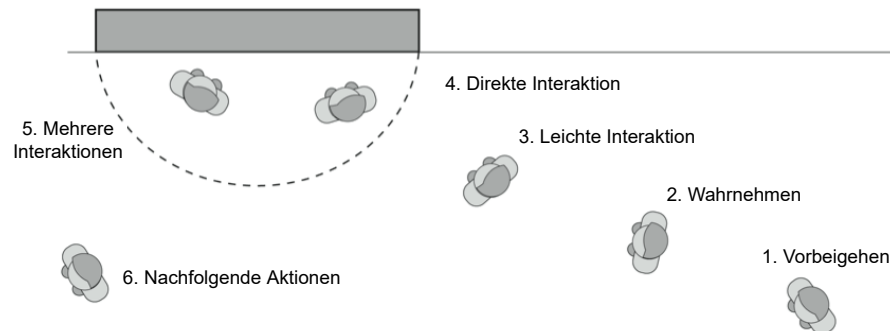 4. Direkte Interaktion
5. Mehrere
Interaktionen
3. Leichte Interaktion
2. Wahrnehmen
1. Vorbeigehen
6. Nachfolgende Aktionen